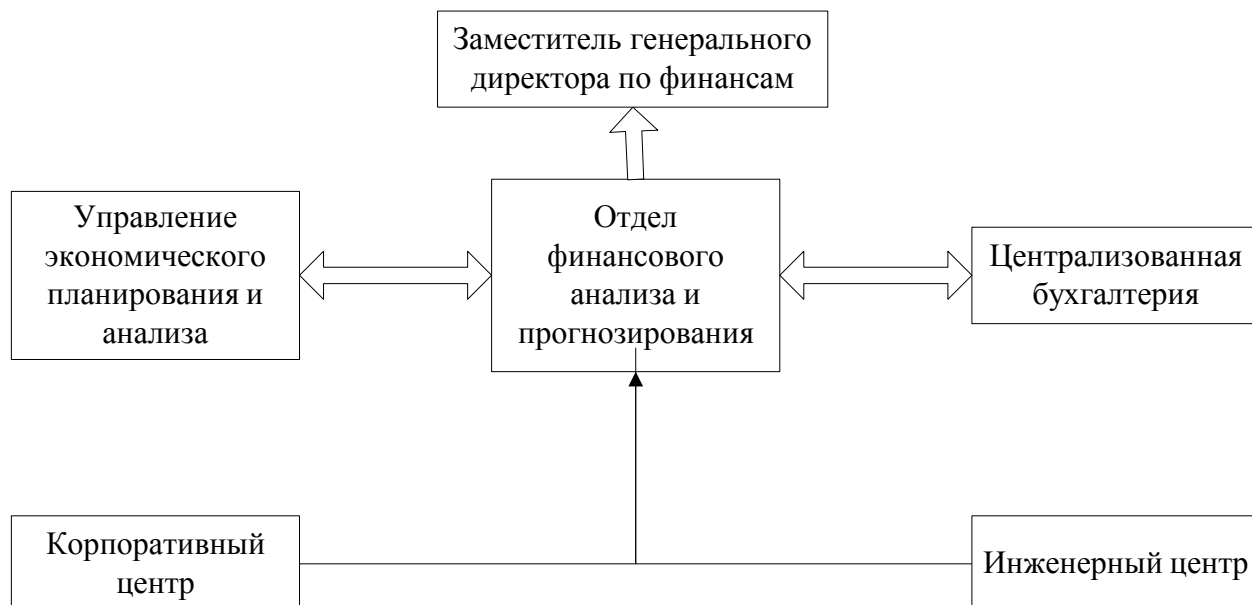 Заместитель генерального
директора по финансам
Управление
экономического
планирования и
анализа
Отдел
финансового
анализа и
прогнозирования
Централизованная
бухгалтерия
Корпоративный
центр
Инженерный центр